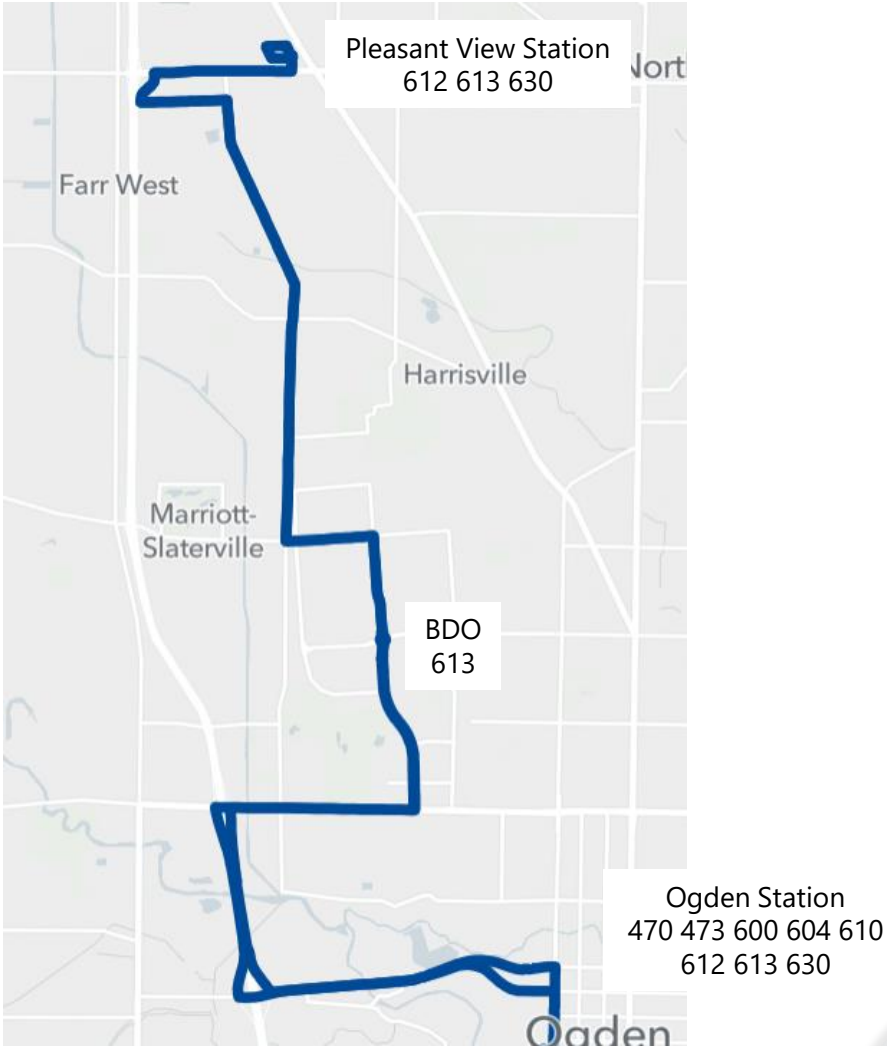 Pleasant View Station
612 613 630
Nort
Farr West
Harrisville
Marriott-
Slaterville
BDO
613
Ogden Station
470 473 600 604 610
612 613 630
Ogden